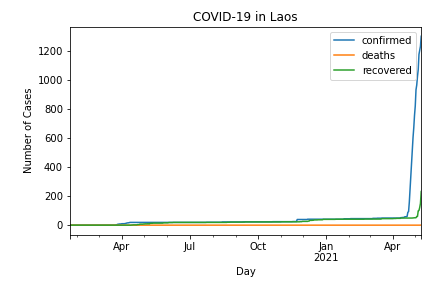 COVID-19 in Laos
confirmed
deaths
recovered
Number of Cases
1200
1000
800
600
400
200
0
Apr
Jul
Oct
Jan
2021
Apr
Day